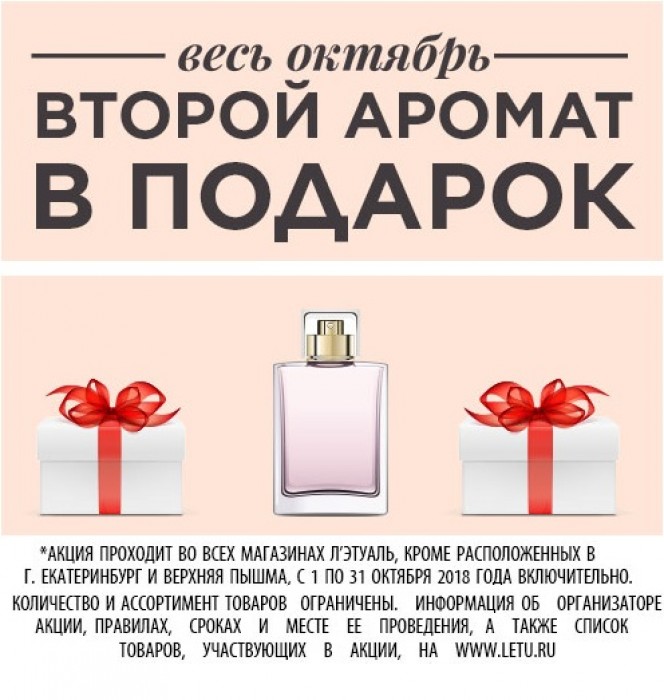 весь октябрь
ВТОРОЙ АРОМАТ
В ПОДАРОК
*АКЦИЯ ПРОХОДИТ ВО ВСЕХ МАГАЗИНАХ Л’ЭТУАЛЬ, КРОМЕ РАСПОЛОЖЕННЫХ В
Г. ЕКАТЕРИНБУРГ И ВЕРХНЯЯ ПЫШМА, С 1 ПО 31 ОКТЯБРЯ 2018 ГОДА ВКЛЮЧИТЕЛЬНО.
КОЛИЧЕСТВО И АССОРТИМЕНТ ТОВАРОВ ОГРАНИЧЕНЫ. ИНФОРМАЦИЯ ОБ ОРГАНИЗАТОРЕ
АКЦИИ, ПРАВИЛАХ, СРОКАХ И МЕСТЕ ЕЕ ПРОВЕДЕНИЯ, А ТАКЖЕ СПИСОК
ТОВАРОВ, УЧАСТВУЮЩИХ В АКЦИИ, НА WWW.LETU.RU